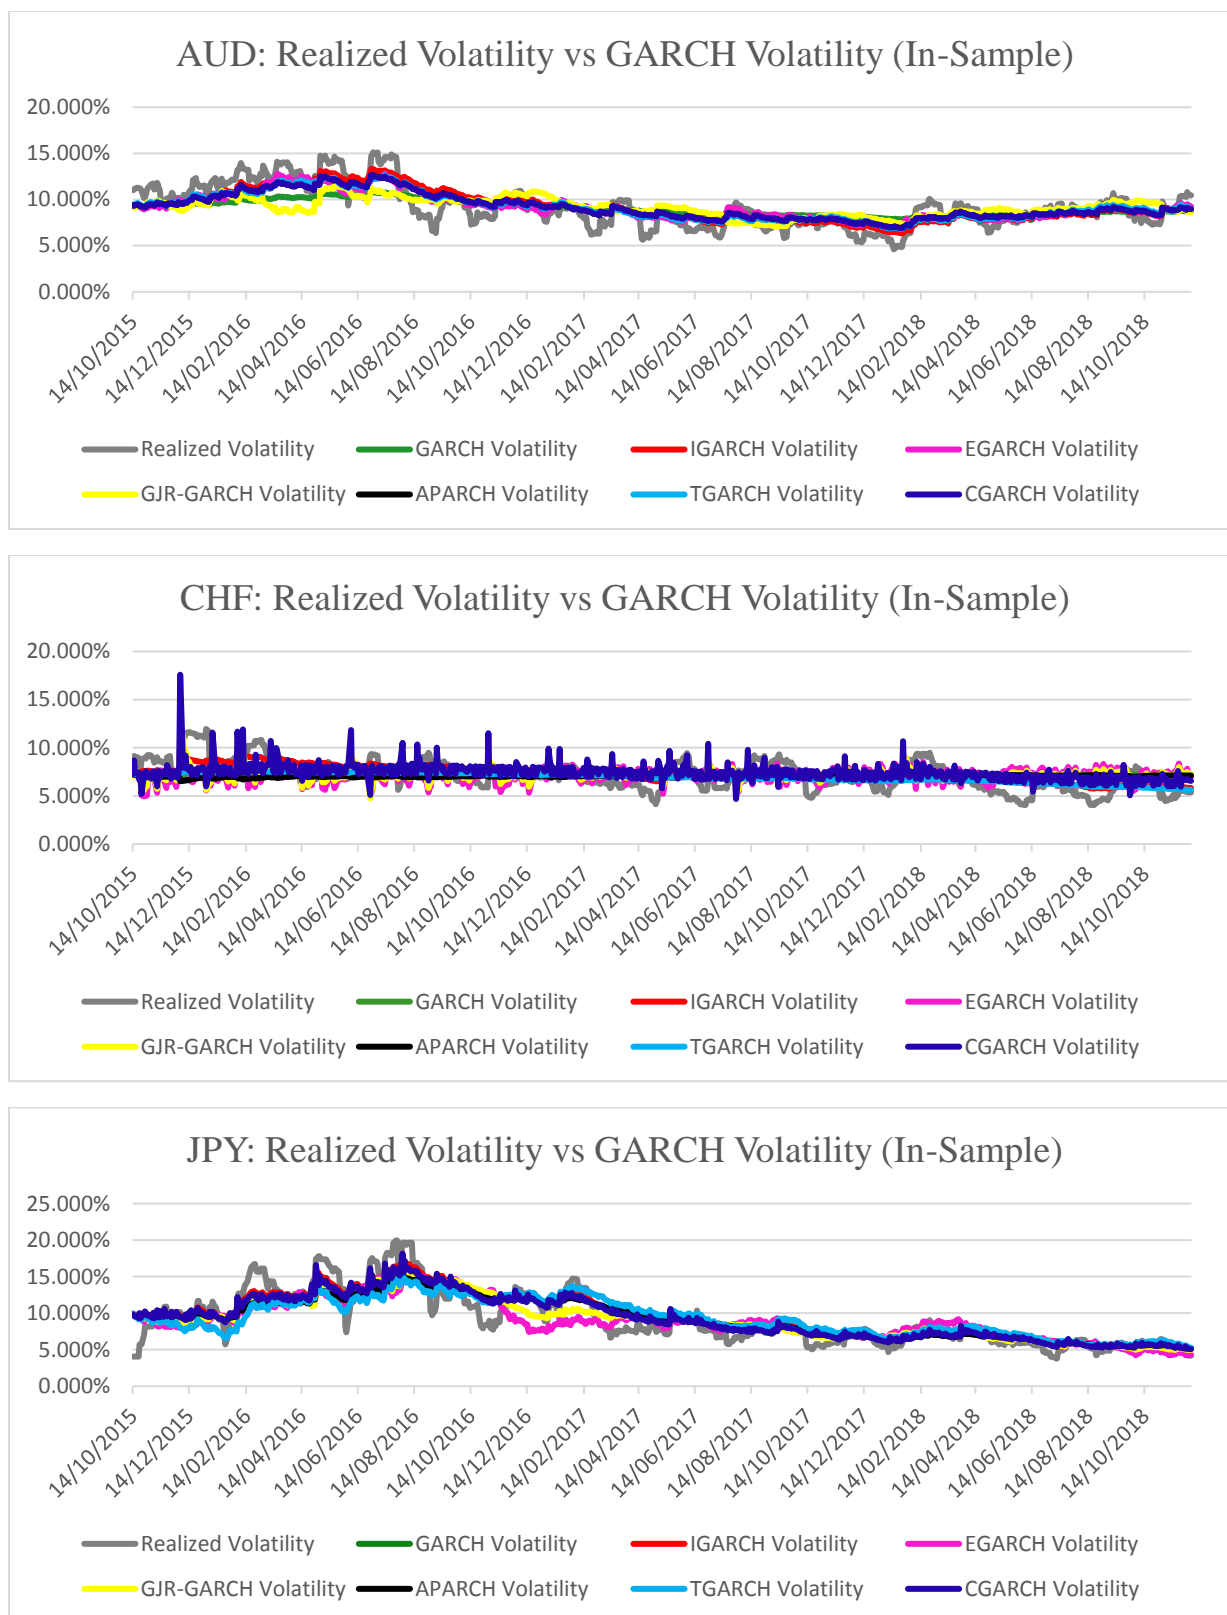 AUD: Realized Volatility vs GARCH Volatility (In-Sample)
20.000%
15.000%
10.000%
5.000%
0.000%
14/10/2015 14/12/2015 14/02/2016 14/04/2016 14/06/2016 14/08/2016 14/10/2016 14/12/2016 14/02/2017 14/04/2017 14/06/2017 14/08/2017 14/10/2017 14/12/2017 14/02/2018 14/04/2018 14/06/2018 14/08/2018 14/10/2018
Realized Volatility GARCH Volatility IGARCH Volatility EGARCH Volatility
GJR-GARCH Volatility APARCH Volatility TGARCH Volatility CGARCH Volatility
CHF: Realized Volatility vs GARCH Volatility (In-Sample)
20.000%
15.000%
10.000%
5.000%
0.000%
14/10/2015 14/12/2015 14/02/2016 14/04/2016 14/06/2016 14/08/2016 14/10/2016 14/12/2016 14/02/2017 14/04/2017 14/06/2017 14/08/2017 14/10/2017 14/12/2017 14/02/2018 14/04/2018 14/06/2018 14/08/2018 14/10/2018
Realized Volatility GARCH Volatility IGARCH Volatility EGARCH Volatility
GJR-GARCH Volatility APARCH Volatility TGARCH Volatility CGARCH Volatility
JPY: Realized Volatility vs GARCH Volatility (In-Sample)
25.000%
20.000%
15.000%
10.000%
5.000%
0.000%
14/10/2015 14/12/2015 14/02/2016 14/04/2016 14/06/2016 14/08/2016 14/10/2016 14/12/2016 14/02/2017 14/04/2017 14/06/2017 14/08/2017 14/10/2017 14/12/2017 14/02/2018 14/04/2018 14/06/2018 14/08/2018 14/10/2018
Realized Volatility GARCH Volatility IGARCH Volatility EGARCH Volatility
GJR-GARCH Volatility APARCH Volatility TGARCH Volatility CGARCH Volatility